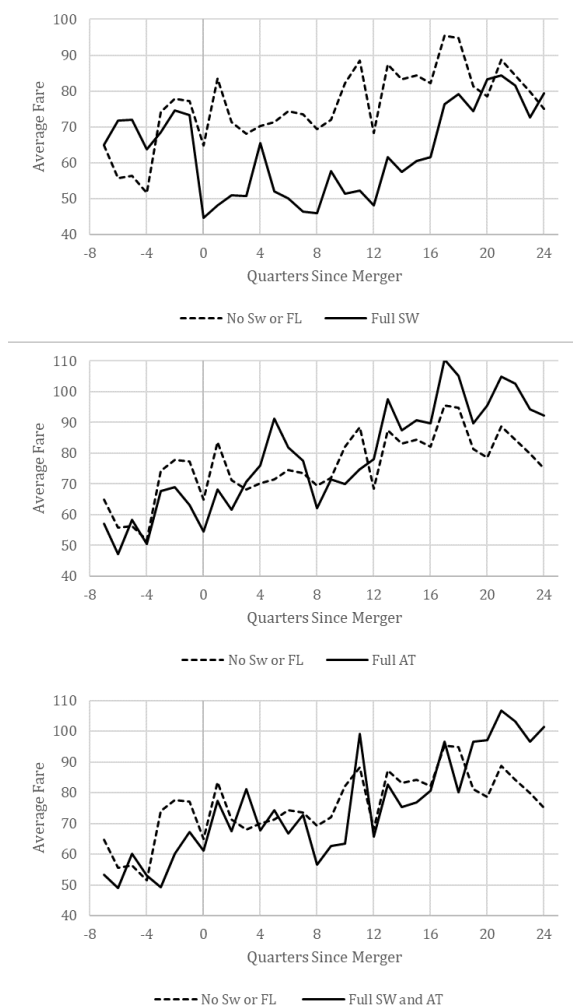 100
90
80
70
60
50
40
Average Fare
-8 -4 0 4 8 12 16 20 24
Quarters Since Merger
No Sw or FL Full SW
110
100
90
80
70
60
50
40
Average Fare
-8 -4 0 4 8 12 16 20 24
Quarters Since Merger
No Sw or FL Full AT
110
100
90
80
70
60
50
40
Average Fare
-8 -4 0 4 8 12 16 20 24
Quarters Since Merger
No Sw or FL Full SW and AT